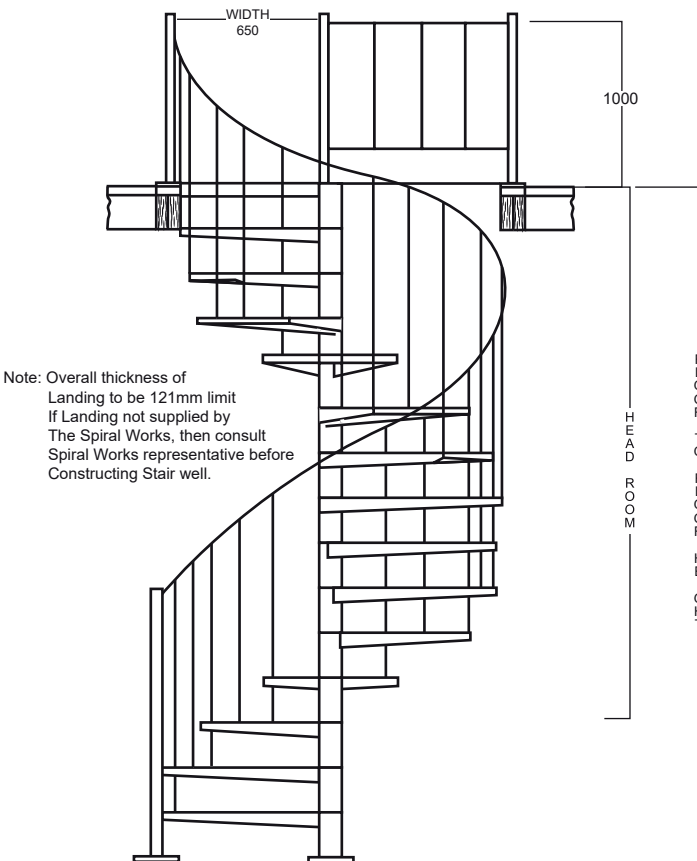 WIDTH
650
1000
Note: Overall thickness of
Landing to be 121mm limit
If Landing not supplied by
The Spiral Works, then consult
Spiral Works representative before
Constructing Stair well.
HEAD ROOM